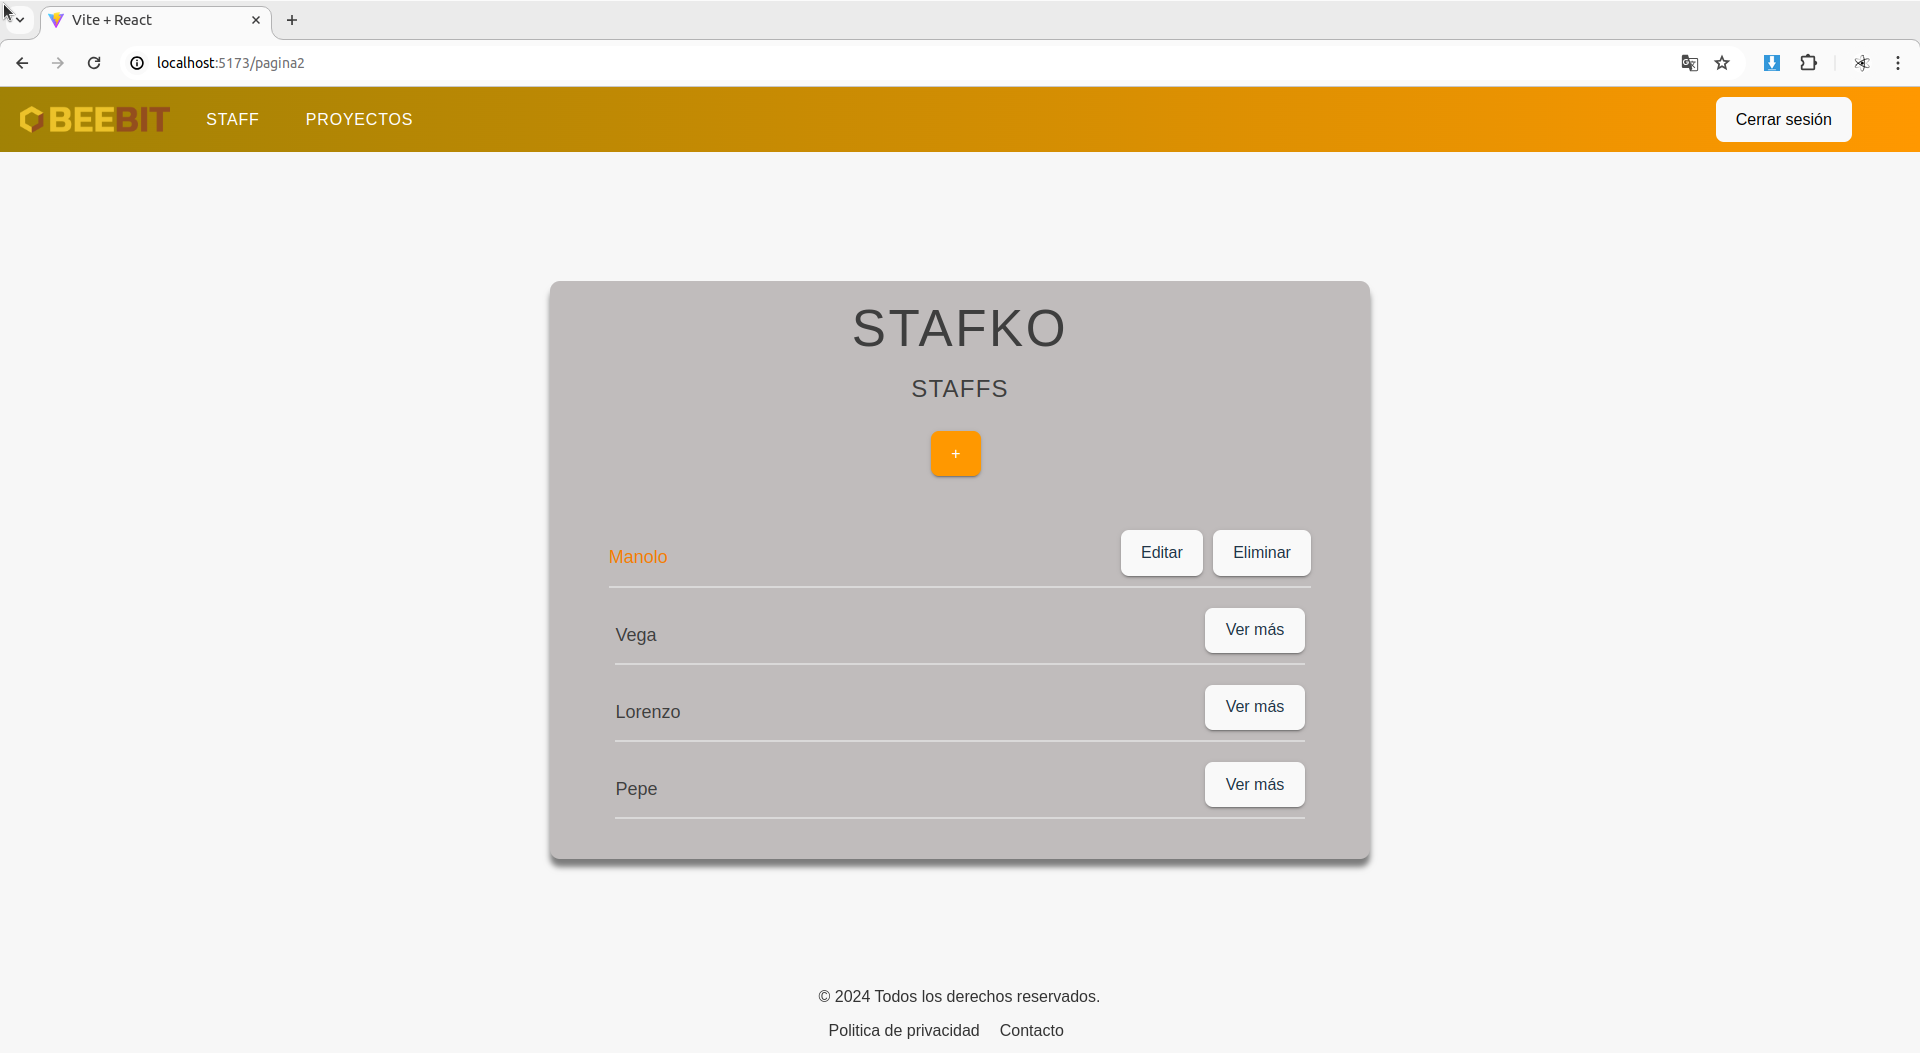 Vite + React
localhost:5173/pagina2
BEEBIT STAFF PROYECTOS Cerrar sesión
STAFKO
STAFFS
+
Manolo Editar Eliminar
Vega Ver más
Lorenzo Ver más
Pepe Ver más
© 2024 Todos los derechos reservados.
Politica de privacidad Contacto